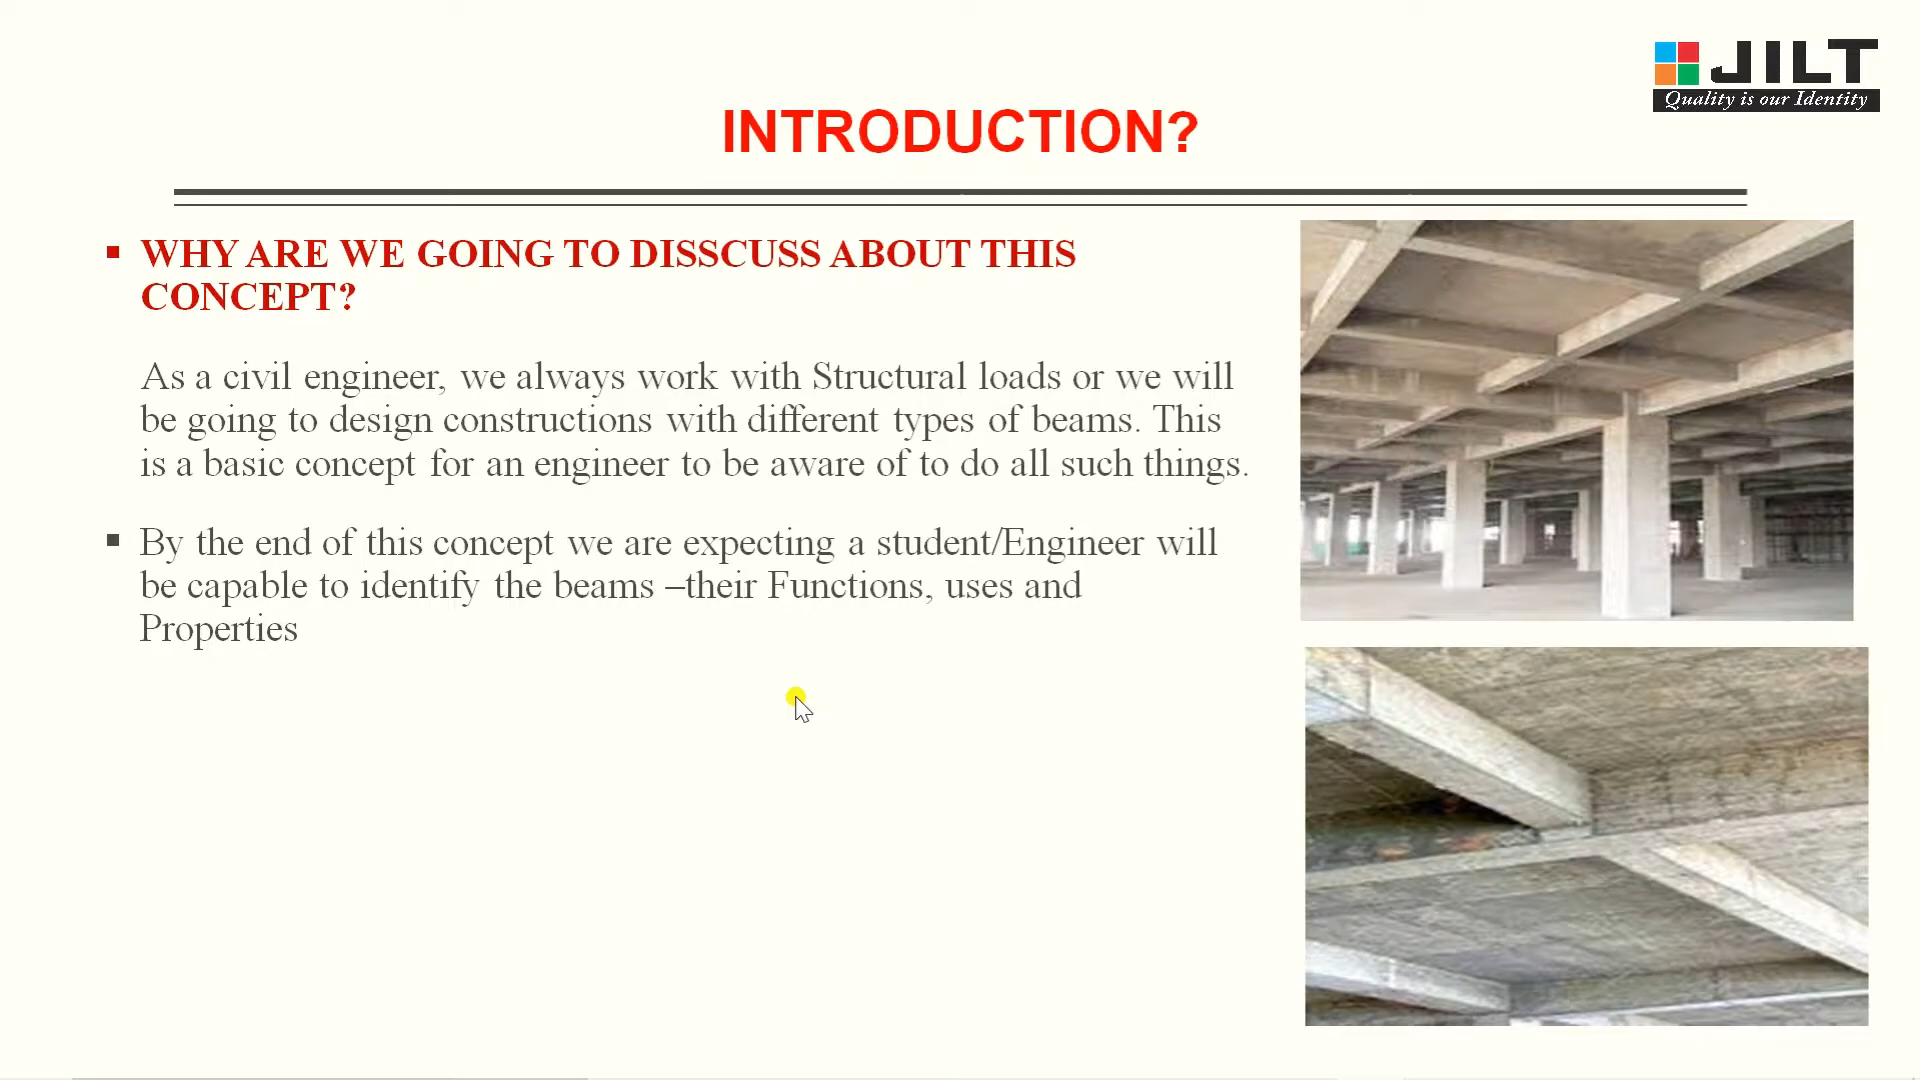 JILT
Quality is our Identity
INTRODUCTION?
WHY ARE WE GOING TO DISSCUSS ABOUT THIS
CONCEPT?
As a civil engineer, we always work with Structural loads or we will
be going to design constructions with different types of beams. This
is a basic concept for an engineer to be aware of to do all such things.
By the end of this concept we are expecting a student/Engineer will
be capable to identify the beams –their Functions, uses and
Properties